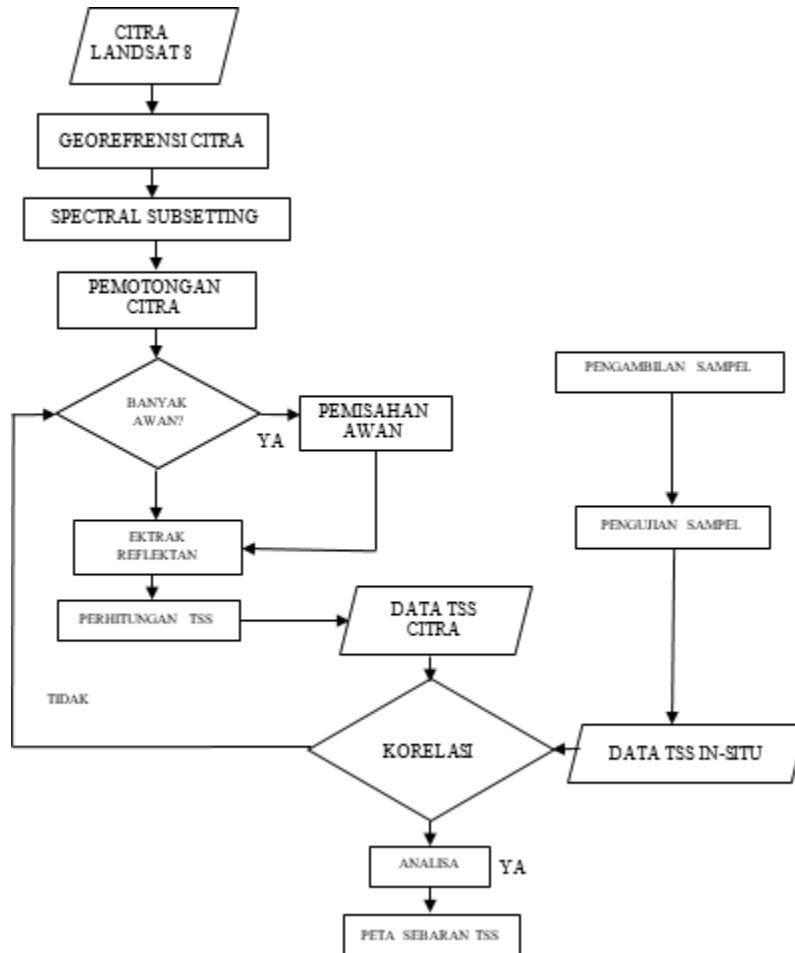 CITRA
LANDSAT 8
GEOREFRENSI CITRA
SPECTRAL SUBSETTING
PEMOTONGAN
CITRA
BANYAK
AWAN?
YA
PEMISAHAN
AWAN
PENGAMBILAN SAMPEL
EKTRAK
REFLEKTAN
PENGUJIAN SAMPEL
PERHITUNGAN TSS
DATA TSS
CITRA
TIDAK
KORELASI
DATA TSS IN-SITU
ANALISA
YA
PETA SEBARAN TSS